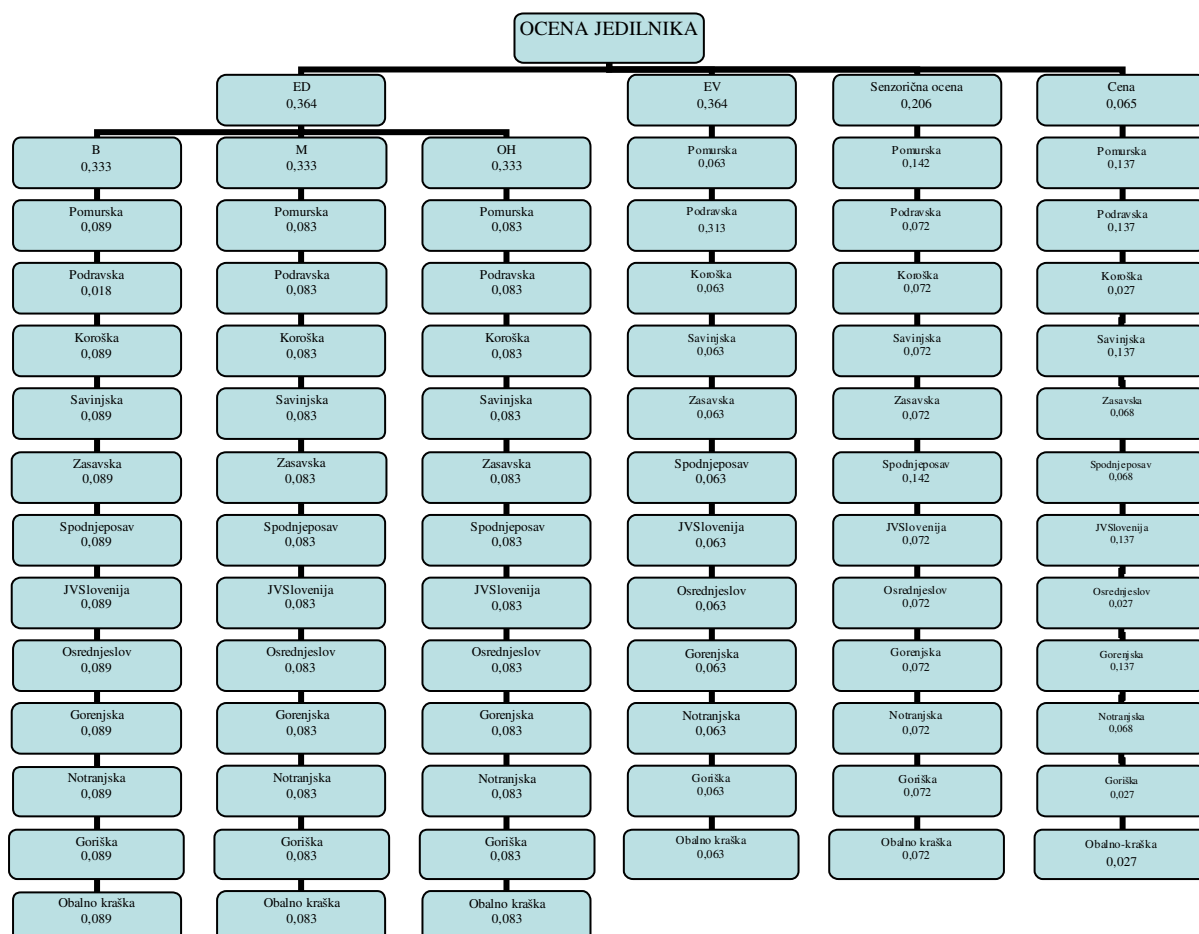 OCENA JEDILNIKA
ED
0,364
EV
0,364
Senzorična ocena
0,206
Cena
0,065
B
0,333
M
0,333
OH
0,333
Pomurska
0,089
Podravska
0,018
Koroška
0,089
Savinjska
0,089
Zasavska
0,089
Spodnjeposav
0,089
JVSlovenija
0,089
Osrednjeslov
0,089
Gorenjska
0,089
Notranjska
0,089
Goriška
0,089
Obalno kraška
0,089
Pomurska
0,083
Podravska
0,083
Koroška
0,083
Savinjska
0,083
Zasavska
0,083
Spodnjeposav
0,083
JVSlovenija
0,083
Osrednjeslov
0,083
Gorenjska
0,083
Notranjska
0,083
Goriška
0,083
Obalno kraška
0,083
Pomurska
0,083
Podravska
0,083
Koroška
0,083
Savinjska
0,083
Zasavska
0,083
Spodnjeposav
0,083
JVSlovenija
0,083
Osrednjeslov
0,083
Gorenjska
0,083
Notranjska
0,083
Goriška
0,083
Obalno kraška
0,083
Pomurska
0,063
Podravska
0,313
Koroška
0,063
Savinjska
0,063
Zasavska
0,063
Spodnjeposav
0,063
JVSlovenija
0,063
Osrednjeslov
0,063
Gorenjska
0,063
Notranjska
0,063
Goriška
0,063
Obalno kraška
0,063
Pomurska
0,142
Podravska
0,072
Koroška
0,072
Savinjska
0,072
Zasavska
0,072
Spodnjeposav
0,142
JVSlovenija
0,072
Osrednjeslov
0,072
Gorenjska
0,072
Notranjska
0,072
Goriška
0,072
Obalno kraška
0,072
Pomurska
0,137
Podravska
0,137
Koroška
0,027
Savinjska
0,137
Zasavska
0,068
Spodnjeposav
0,068
JVSlovenija
0,137
Osrednjeslov
0,027
Gorenjska
0,137
Notranjska
0,068
Goriška
0,027
Obalno-kraška
0,027